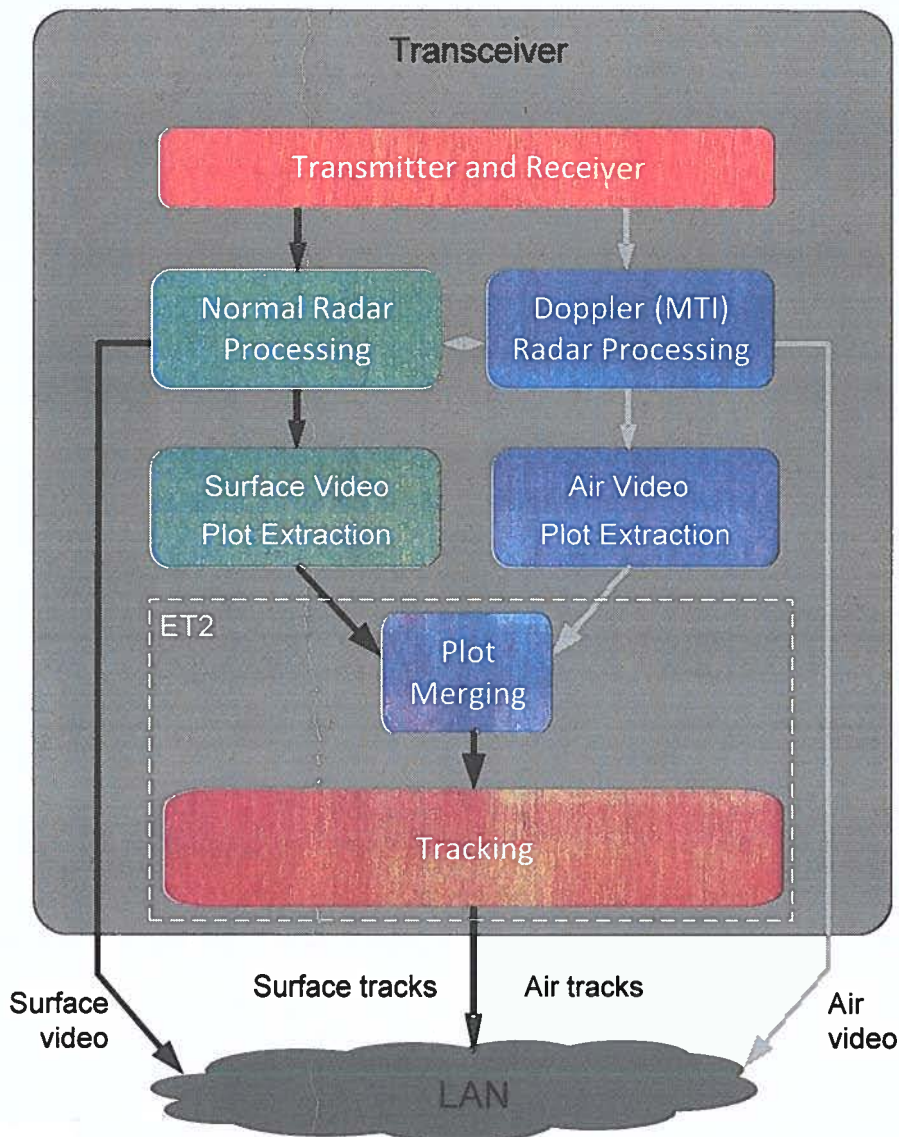 Transceiver
Transmitter and Receiver
Normal Radar
Processing
Doppler (MTI)
Radar Processing
Surface Video
Plot Extraction
Air Video
Plot Extraction
ET2
Plot
Merging
Tracking
Surface tracks
Air tracks
Surface
video
Air
video
LAN